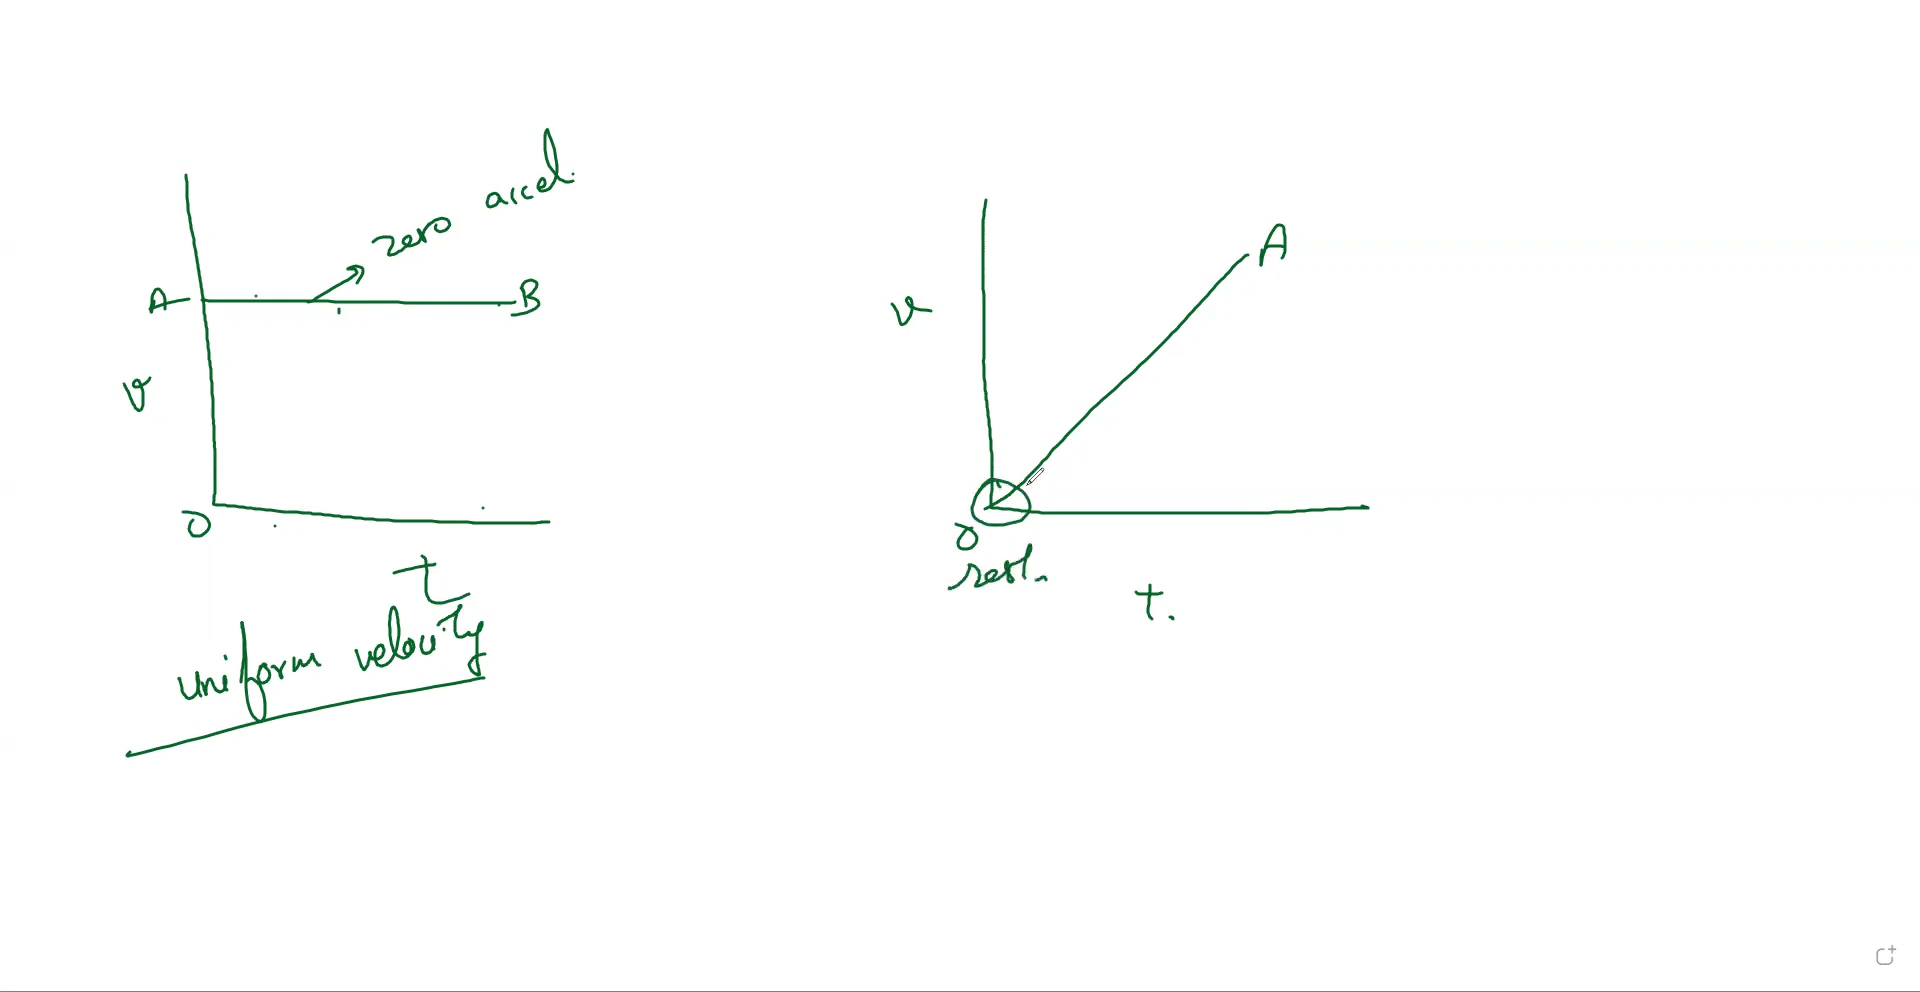 zero accel.
A
B
v
O
t
uniform velocity
A
v
O
rest.
t.